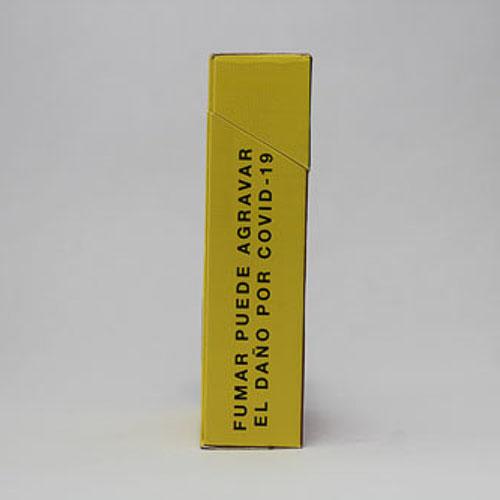 FUMAR PUEDE AGRAVAR
EL DAÑO POR COVID-19